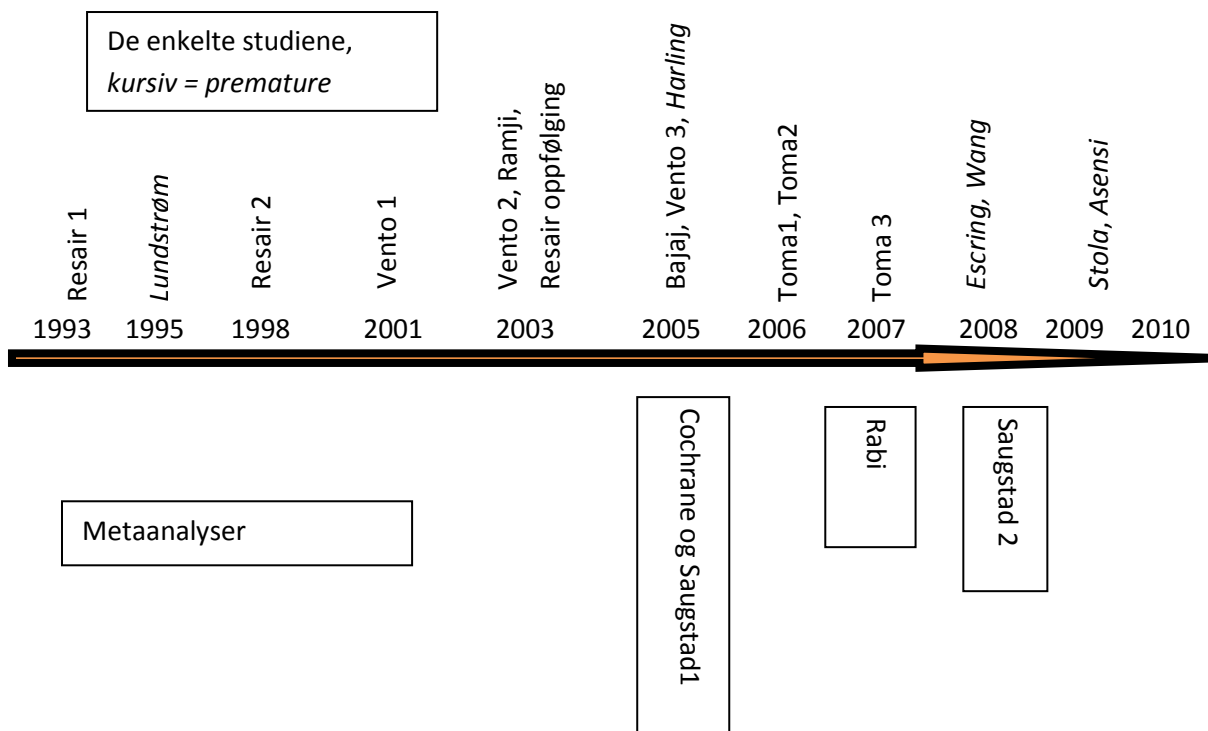 De enkelte studiene,
kursiv = premature
Resair 1
Lundstrøm
Resair 2
Vento 1
Vento 2, Ramji,
Resair oppfølging
Bajaj, Vento 3, Harling
Toma1, Toma2
Toma 3
Escring, Wang
Stola, Asensi
1993 1995 1998 2001 2003 2005 2006 2007 2008 2009 2010
Cochrane og Saugstad1
Rabi
Saugstad 2
Metaanalyser